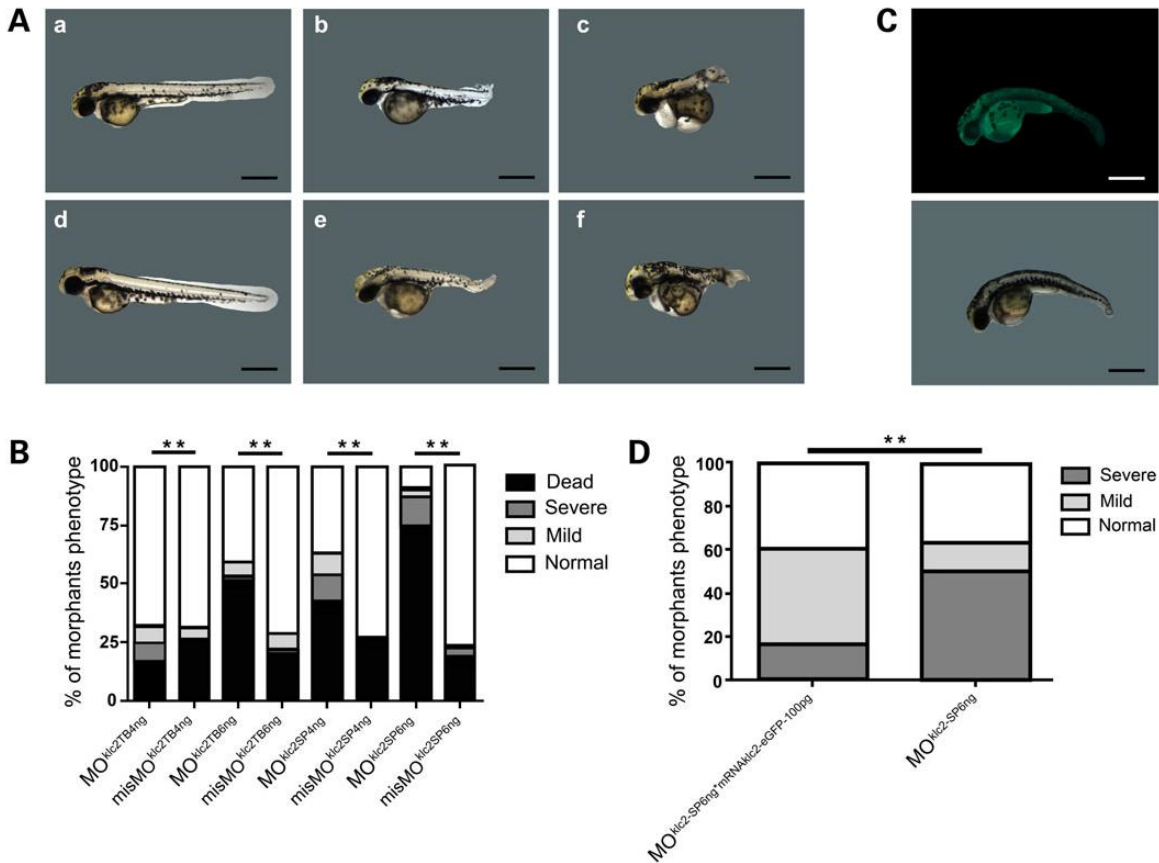 A
a
b
c
C
d
e
f
B
**
**
**
**
% of morphants phenotype
100
75
50
25
0
Dead
Severe
Mild
Normal
MOklc2TB4ng
misMOklc2TB4ng
MOklc2TB6ng
misMOklc2TB6ng
MOklc2SP4ng
misMOklc2SP4ng
MOklc2SP6ng
misMOklc2SP6ng
D
**
% of morphants phenotype
100
80
60
40
20
0
Severe
Mild
Normal
MOklc2-SP6ng+mRNAklc2-eGFP-100pg
MOklc2-SP6ng